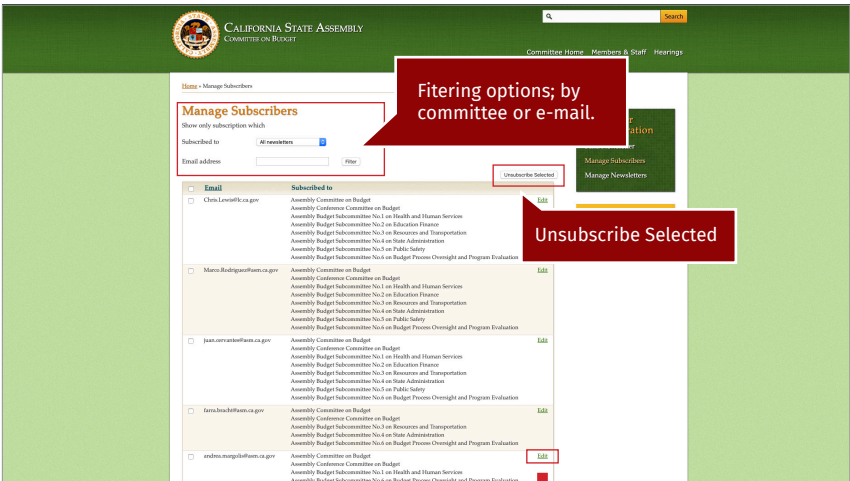 CALIFORNIA STATE ASSEMBLY
COMMITTEE ON BUDGET
Search
Committee Home Members & Staff Hearings
Home » Manage Subscribers
Manage Subscribers
Show only subscription which
Subscribed to All newsletters
Email address Filter
Fitering options; by
committee or e-mail.
ration
Manage Subscribers
Manage Newsletters
Unsubscribe Selected
Unsubscribe Selected
Email Subscribed to
Chris.Lewis@lc.ca.gov Assembly Committee on Budget Edit
Assembly Conference Committee on Budget
Assembly Budget Subcommittee No.1 on Health and Human Services
Assembly Budget Subcommittee No.2 on Education Finance
Assembly Budget Subcommittee No.3 on Resources and Transportation
Assembly Budget Subcommittee No.4 on State Administration
Assembly Budget Subcommittee No.5 on Public Safety
Assembly Budget Subcommittee No.6 on Budget Process Oversight and Program Evaluation
Marco.Rodriguez@asm.ca.gov Assembly Committee on Budget Edit
Assembly Conference Committee on Budget
Assembly Budget Subcommittee No.1 on Health and Human Services
Assembly Budget Subcommittee No.2 on Education Finance
Assembly Budget Subcommittee No.3 on Resources and Transportation
Assembly Budget Subcommittee No.4 on State Administration
Assembly Budget Subcommittee No.5 on Public Safety
Assembly Budget Subcommittee No.6 on Budget Process Oversight and Program Evaluation
Assembly Committee on Budget Edit
Assembly Conference Committee on Budget
Assembly Budget Subcommittee No.1 on Health and Human Services
Assembly Budget Subcommittee No.2 on Education Finance
Assembly Budget Subcommittee No.3 on Resources and Transportation
Assembly Budget Subcommittee No.4 on State Administration
Assembly Budget Subcommittee No.5 on Public Safety
Assembly Budget Subcommittee No.6 on Budget Process Oversight and Program Evaluation
Assembly Committee on Budget Edit
Assembly Conference Committee on Budget
Assembly Budget Subcommittee No.3 on Resources and Transportation
Assembly Budget Subcommittee No.4 on State Administration
Assembly Budget Subcommittee No.6 on Budget Process Oversight and Program Evaluation
andrea.margolis@asm.ca.gov Assembly Committee on Budget Edit
Assembly Conference Committee on Budget
Assembly Budget Subcommittee No.1 on Health and Human Services